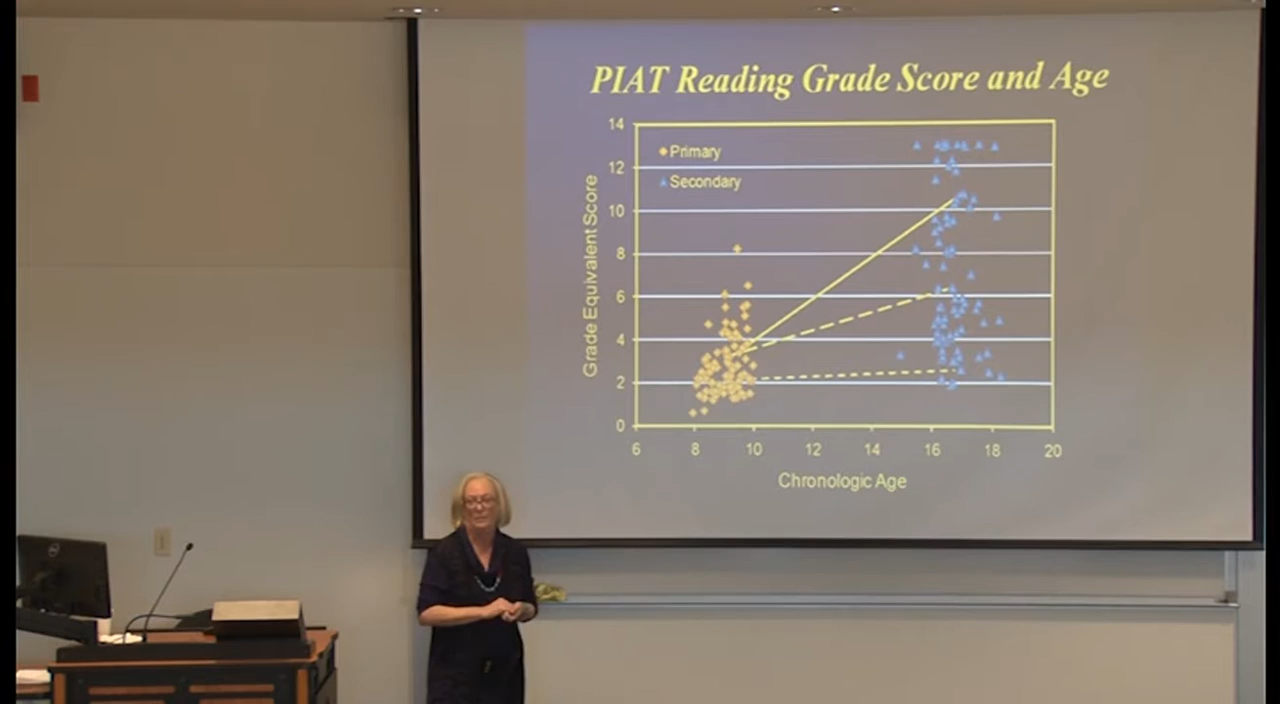 PIAT Reading Grade Score and Age
14
12
10
8
6
4
2
0
Grade Equivalent Score
Primary
Secondary
6 8 10 12 14 16 18 20
Chronologic Age